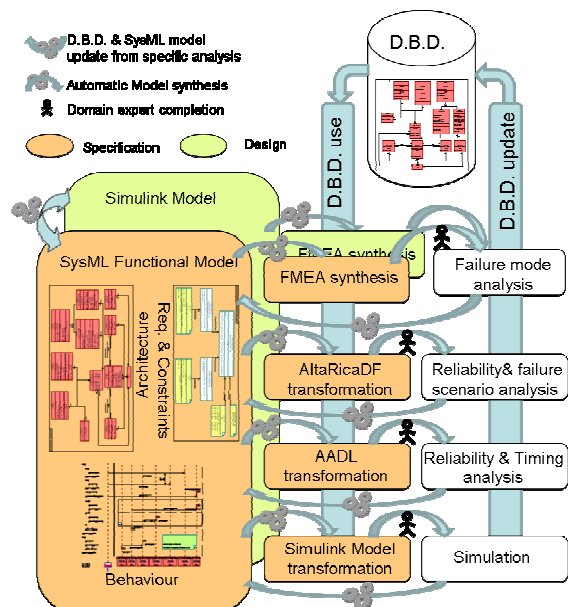 D.B.D. & SysML model
update from specific analysis
Automatic Model synthesis
Domain expert completion
Specification
Design
D.B.D.
D.B.D. use
D.B.D. update
Simulink Model
SysML Functional Model
FMEA synthesis
FMEA synthesis
Failure mode
analysis
Architecture
Req. & Constraints
AltaRicaDF
transformation
Reliability& failure
scenario analysis
AADL
transformation
Reliability & Timing
analysis
Simulink Model
transformation
Simulation
Behaviour